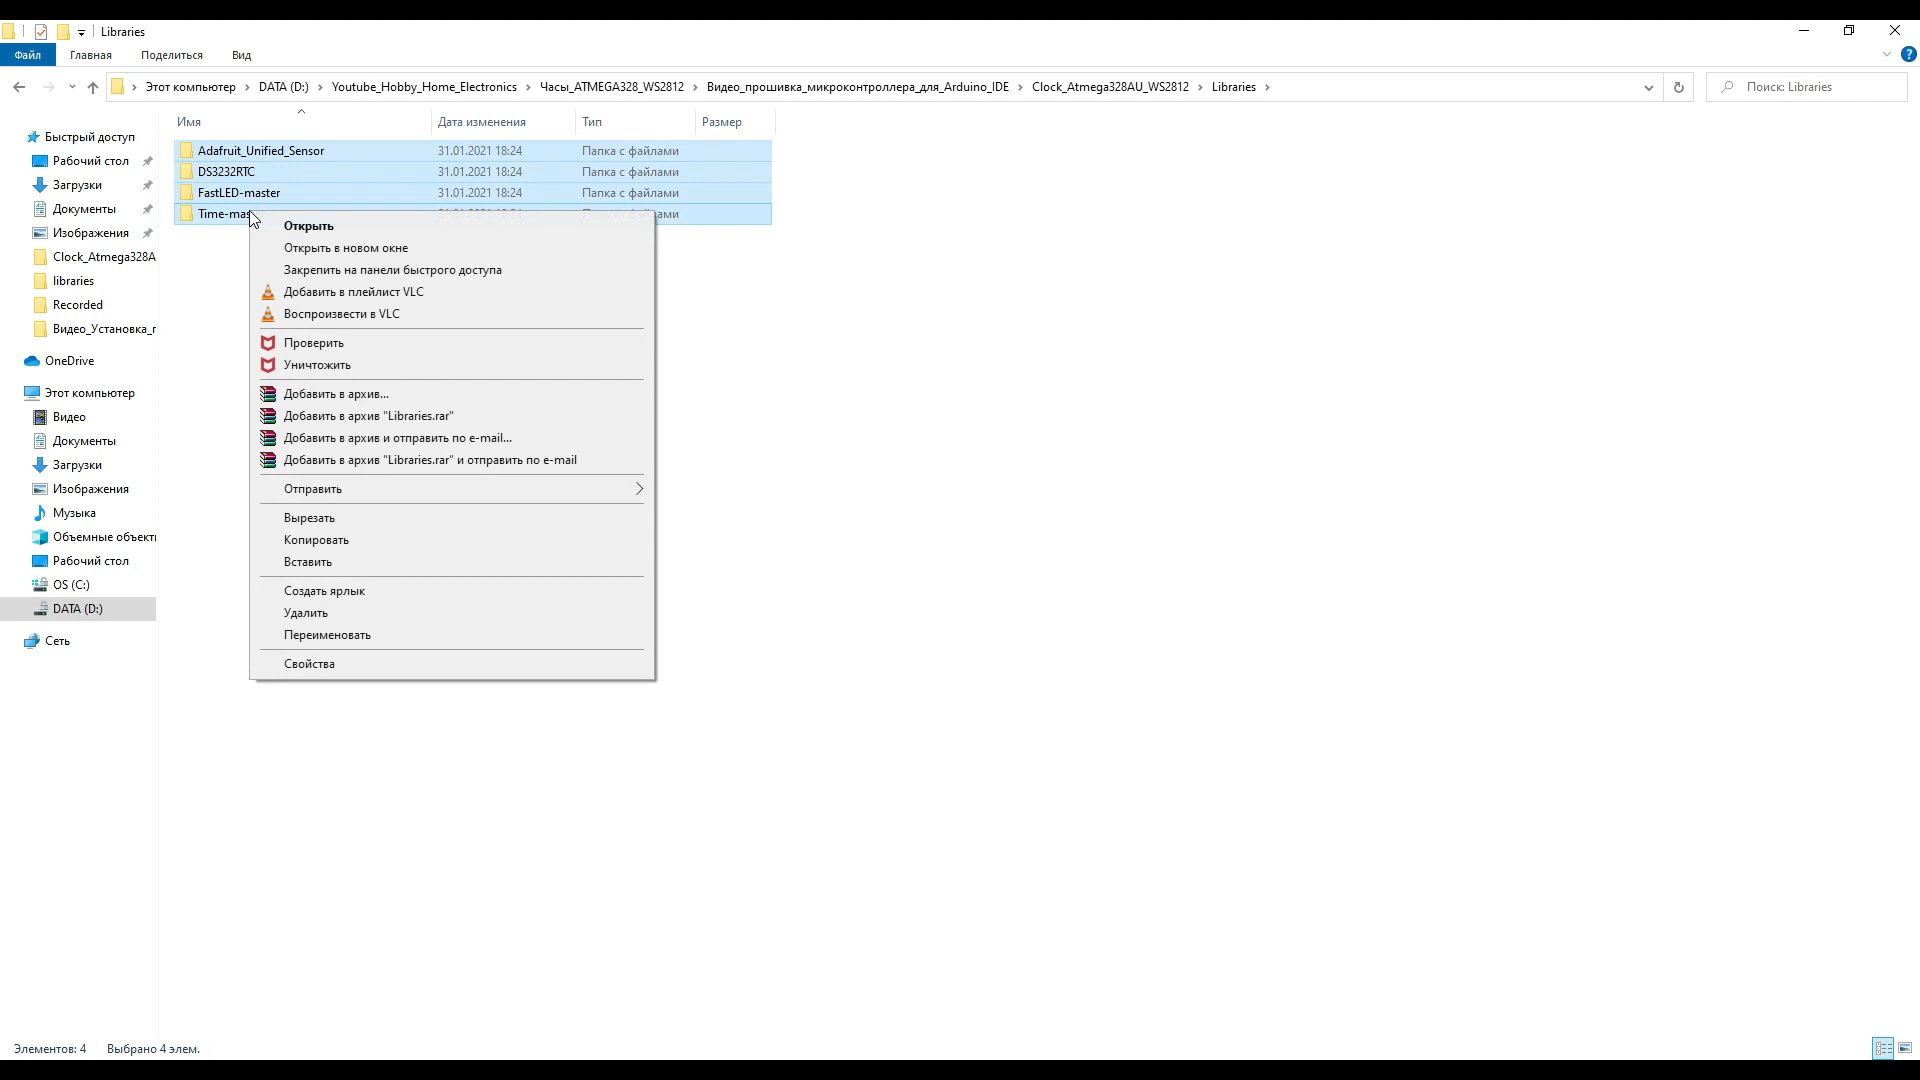 Libraries
Файл Главная Поделиться Вид
Этот компьютер DATA (D:) Youtube_Hobby_Home_Electronics Часы_ATMEGA328_WS2812 Видео_прошивка_микроконтроллера_для_Arduino_IDE Clock_Atmega328AU_WS2812 Libraries
Поиск: Libraries
Имя Дата изменения Тип Размер
Adafruit_Unified_Sensor 31.01.2021 18:24 Папка с файлами
DS3232RTC 31.01.2021 18:24 Папка с файлами
FastLED-master 31.01.2021 18:24 Папка с файлами
Time-mas
Быстрый доступ
Рабочий стол
Загрузки
Документы
Изображения
Clock_Atmega328A
libraries
Recorded
Видео_Установка_г
OneDrive
Этот компьютер
Видео
Документы
Загрузки
Изображения
Музыка
Объемные объекты
Рабочий стол
OS (C:)
DATA (D:)
Сеть
Открыть
Открыть в новом окне
Закрепить на панели быстрого доступа
Добавить в плейлист VLC
Воспроизвести в VLC
Проверить
Уничтожить
Добавить в архив...
Добавить в архив "Libraries.rar"
Добавить в архив и отправить по e-mail...
Добавить в архив "Libraries.rar" и отправить по e-mail
Отправить
Вырезать
Копировать
Вставить
Создать ярлык
Удалить
Переименовать
Свойства
Элементов: 4 Выбрано 4 элем.